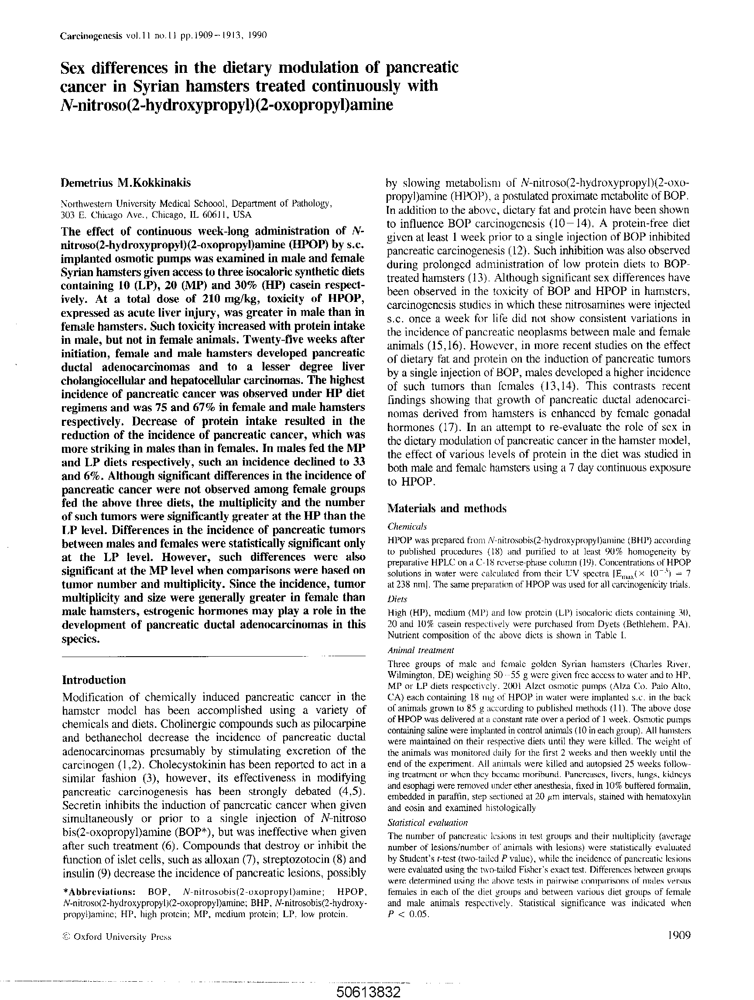 Carcinogenesis vol.11 no.11 pp.1909–1913, 1990
Sex differences in the dietary modulation of pancreatic
cancer in Syrian hamsters treated continuously with
N-nitroso(2-hydroxypropyl)(2-oxopropyl)amine
Demetrius M.Kokkinakis
Northwestern University Medical Schoool, Department of Pathology,
303 E. Chicago Ave., Chicago, IL 60611, USA
The effect of continuous week-long administration of N-
nitroso(2-hydroxypropyl)(2-oxopropyl)amine (HPOP) by s.c.
implanted osmotic pumps was examined in male and female
Syrian hamsters given access to three isocaloric synthetic diets
containing 10 (LP), 20 (MP) and 30% (HP) casein respect-
ively. At a total dose of 210 mg/kg, toxicity of HPOP,
expressed as acute liver injury, was greater in male than in
female hamsters. Such toxicity increased with protein intake
in male, but not in female animals. Twenty-five weeks after
initiation, female and male hamsters developed pancreatic
ductal adenocarcinomas and to a lesser degree liver
cholangiocellular and hepatocellular carcinomas. The highest
incidence of pancreatic cancer was observed under HP diet
regimens and was 75 and 67% in female and male hamsters
respectively. Decrease of protein intake resulted in the
reduction of the incidence of pancreatic cancer, which was
more striking in males than in females. In males fed the MP
and LP diets respectively, such an incidence declined to 33
and 6%. Although significant differences in the incidence of
pancreatic cancer were not observed among female groups
fed the above three diets, the multiplicity and the number
of such tumors were significantly greater at the HP than the
LP level. Differences in the incidence of pancreatic tumors
between males and females were statistically significant only
at the LP level. However, such differences were also
significant at the MP level when comparisons were based on
tumor number and multiplicity. Since the incidence, tumor
multiplicity and size were generally greater in female than
male hamsters, estrogenic hormones may play a role in the
development of pancreatic ductal adenocarcinomas in this
species.
Introduction
Modification of chemically induced pancreatic cancer in the
hamster model has been accomplished using a variety of
chemicals and diets. Cholinergic compounds such as pilocarpine
and bethanechol decrease the incidence of pancreatic ductal
adenocarcinomas presumably by stimulating excretion of the
carcinogen (1,2). Cholecystokinin has been reported to act in a
similar fashion (3), however, its effectiveness in modifying
pancreatic carcinogenesis has been strongly debated (4,5).
Secretin inhibits the induction of pancreatic cancer when given
simultaneously or prior to a single injection of N-nitroso
bis(2-oxopropyl)amine (BOP*), but was ineffective when given
after such treatment (6). Compounds that destroy or inhibit the
function of islet cells, such as alloxan (7), streptozotocin (8) and
insulin (9) decrease the incidence of pancreatic lesions, possibly
*Abbreviations: BOP, N-nitrosobis(2-oxopropyl)amine; HPOP,
N-nitroso(2-hydroxypropyl)(2-oxopropyl)amine; BHP, N-nitrosobis(2-hydroxy-
propyl)amine; HP, high protein; MP, medium protein; LP, low protein.
© Oxford University Press
by slowing metabolism of N-nitroso(2-hydroxypropyl)(2-oxo-
propyl)amine (HPOP), a postulated proximate metabolite of BOP.
In addition to the above, dietary fat and protein have been shown
to influence BOP carcinogenesis (10–14). A protein-free diet
given at least 1 week prior to a single injection of BOP inhibited
pancreatic carcinogenesis (12). Such inhibition was also observed
during prolonged administration of low protein diets to BOP-
treated hamsters (13). Although significant sex differences have
been observed in the toxicity of BOP and HPOP in hamsters,
carcinogenesis studies in which these nitrosamines were injected
s.c. once a week for life did not show consistent variations in
the incidence of pancreatic neoplasms between male and female
animals (15,16). However, in more recent studies on the effect
of dietary fat and protein on the induction of pancreatic tumors
by a single injection of BOP, males developed a higher incidence
of such tumors than females (13,14). This contrasts recent
findings showing that growth of pancreatic ductal adenocarci-
nomas derived from hamsters is enhanced by female gonadal
hormones (17). In an attempt to re-evaluate the role of sex in
the dietary modulation of pancreatic cancer in the hamster model,
the effect of various levels of protein in the diet was studied in
both male and female hamsters using a 7 day continuous exposure
to HPOP.
Materials and methods
Chemicals
HPOP was prepared from N-nitrosobis(2-hydroxypropyl)amine (BHP) according
to published procedures (18) and purified to at least 90% homogeneity by
preparative HPLC on a C-18 reverse-phase column (19). Concentrations of HPOP
solutions in water were calculated from their UV spectra [Emax(× 10⁻³) = 7
at 238 nm]. The same preparation of HPOP was used for all carcinogenicity trials.
Diets
High (HP), medium (MP) and low protein (LP) isocaloric diets containing 30,
20 and 10% casein respectively were purchased from Dyets (Bethlehem, PA).
Nutrient composition of the above diets is shown in Table I.
Animal treatment
Three groups of male and female golden Syrian hamsters (Charles River,
Wilmington, DE) weighing 50–55 g were given free access to water and to HP,
MP or LP diets respectively. 2001 Alzet osmotic pumps (Alza Co. Palo Alto,
CA) each containing 18 mg of HPOP in water were implanted s.c. in the back
of animals grown to 85 g according to published methods (11). The above dose
of HPOP was delivered at a constant rate over a period of 1 week. Osmotic pumps
containing saline were implanted in control animals (10 in each group). All hamsters
were maintained on their respective diets until they were killed. The weight of
the animals was monitored daily for the first 2 weeks and then weekly until the
end of the experiment. All animals were killed and autopsied 25 weeks follow-
ing treatment or when they became moribund. Pancreases, livers, lungs, kidneys
and esophagi were removed under ether anesthesia, fixed in 10% buffered formalin,
embedded in paraffin, step sectioned at 20 μm intervals, stained with hematoxylin
and eosin and examined histologically
Statistical evaluation
The number of pancreatic lesions in test groups and their multiplicity (average
number of lesions/number of animals with lesions) were statistically evaluated
by Student's t-test (two-tailed P value), while the incidence of pancreatic lesions
were evaluated using the two-tailed Fisher's exact test. Differences between groups
were determined using the above tests in pairwise comparisons of males versus
females in each of the diet groups and between various diet groups of female
and male animals respectively. Statistical significance was indicated when
P < 0.05.
1909
50613832